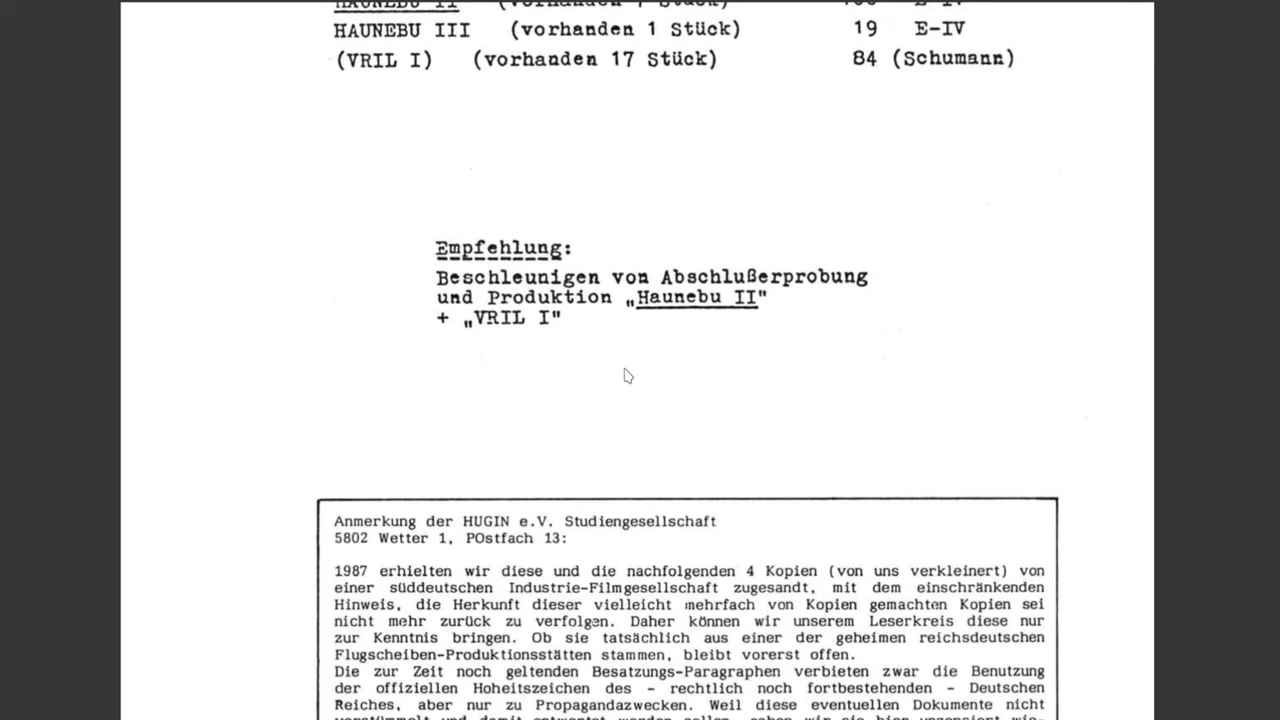 HAUNEBU II (vorhanden 7 Stück)
HAUNEBU III (vorhanden 1 Stück) 19 E-IV
(VRIL I) (vorhanden 17 Stück) 84 (Schumann)
Empfehlung:
Beschleunigen von Abschlußerprobung
und Produktion „Haunebu II"
+ „VRIL I"
Anmerkung der HUGIN e.V. Studiengesellschaft
5802 Wetter 1, POstfach 13:
1987 erhielten wir diese und die nachfolgenden 4 Kopien (von uns verkleinert) von
einer süddeutschen Industrie-Filmgesellschaft zugesandt, mit dem einschränkenden
Hinweis, die Herkunft dieser vielleicht mehrfach von Kopien gemachten Kopien sei
nicht mehr zurück zu verfolgen. Daher können wir unserem Leserkreis diese nur
zur Kenntnis bringen. Ob sie tatsächlich aus einer der geheimen reichsdeutschen
Flugscheiben-Produktionsstätten stammen, bleibt vorerst offen.
Die zur Zeit noch geltenden Besatzungs-Paragraphen verbieten zwar die Benutzung
der offiziellen Hoheitszeichen des - rechtlich noch fortbestehenden - Deutschen
Reiches, aber nur zu Propagandazwecken. Weil diese eventuellen Dokumente nicht